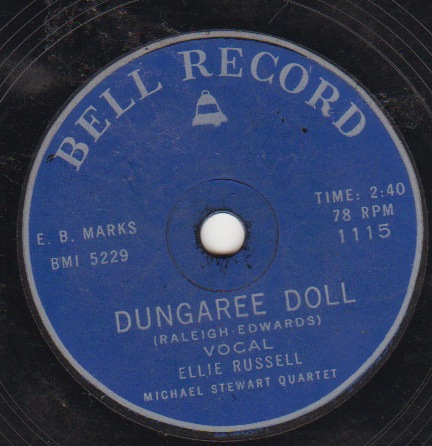 BELL RECORD
E. B. MARKS
BMI 5229
TIME: 2:40
78 RPM
1115
DUNGAREE DOLL
(RALEIGH-EDWARDS)
VOCAL
ELLIE RUSSELL
MICHAEL STEWART QUARTET